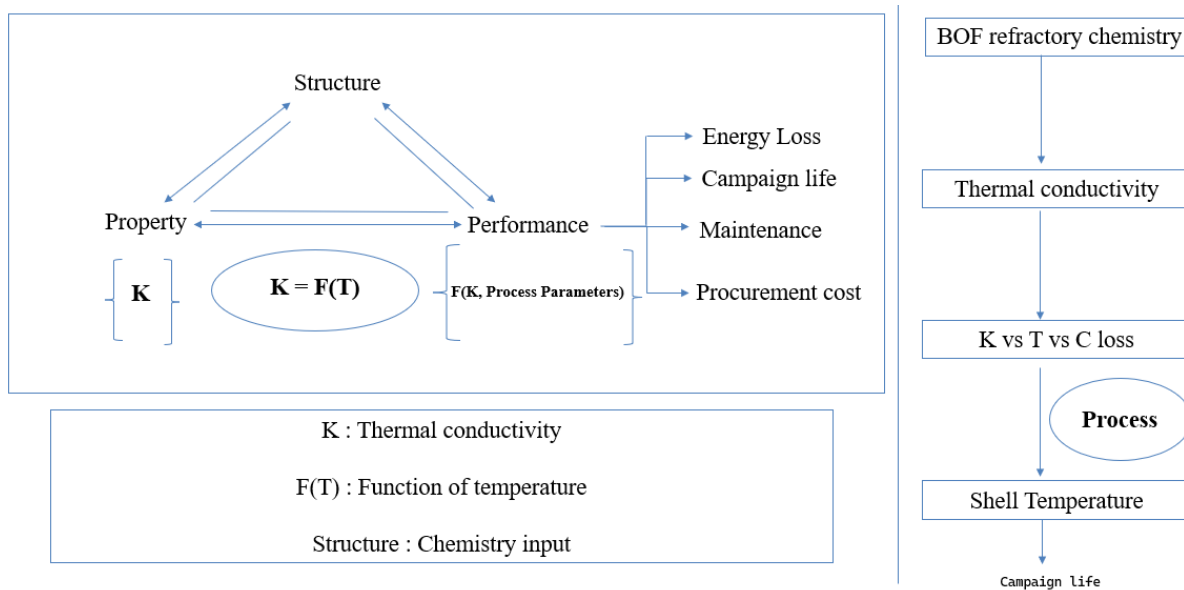 Structure
Property
Performance
K
K = F(T)
F(K, Process Parameters)
Energy Loss
Campaign life
Maintenance
Procurement cost
K : Thermal conductivity
F(T) : Function of temperature
Structure : Chemistry input
BOF refractory chemistry
Thermal conductivity
K vs T vs C loss
Process
Shell Temperature
Campaign life